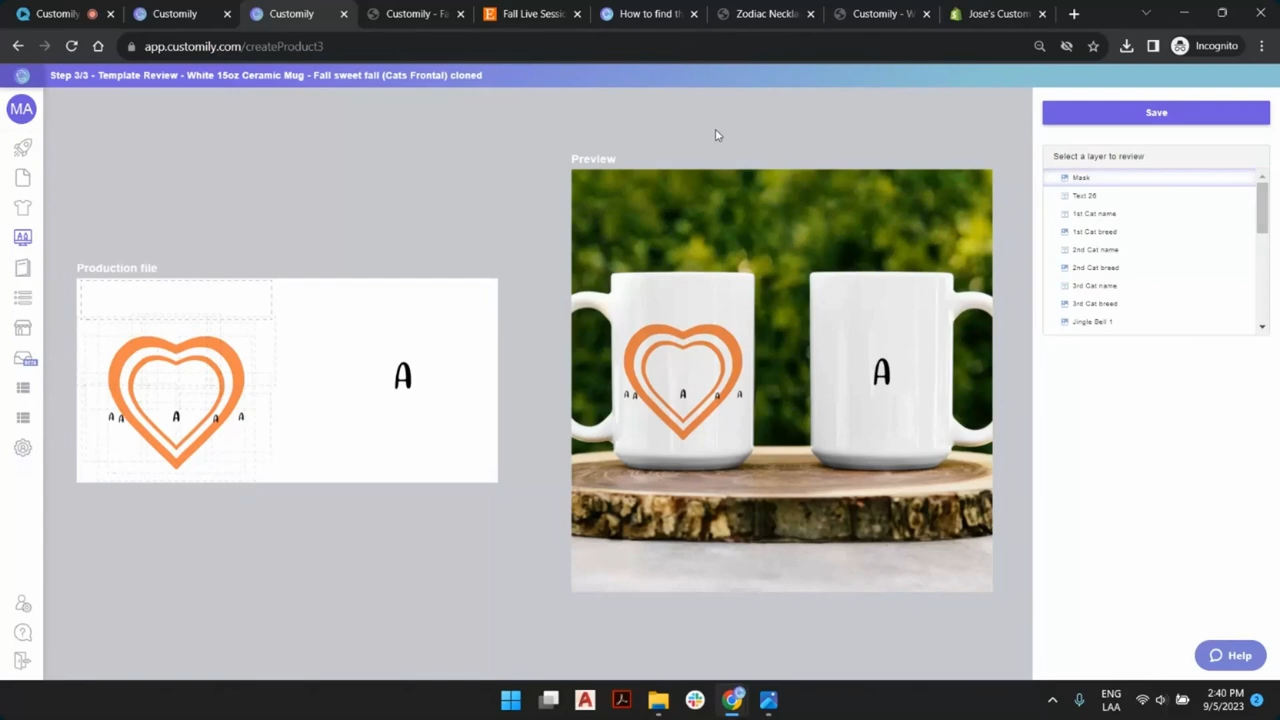 Customily
Customily
Customily
Customily - Fa
Fall Live Sessi
How to find th
Zodiac Neckla
Customily - W
Jose's Custom
app.customily.com/createProduct3
Incognito
Step 3/3 - Template Review - White 15oz Ceramic Mug - Fall sweet fall (Cats Frontal) cloned
MA
Save
Select a layer to review
Mask
Text 26
1st Cat name
1st Cat breed
2nd Cat name
2nd Cat breed
3rd Cat name
3rd Cat breed
Jingle Bell 1
Preview
Production file
A A A A A
A
A A A A A
A
Help
ENG
LAA
2:40 PM
9/5/2023
2